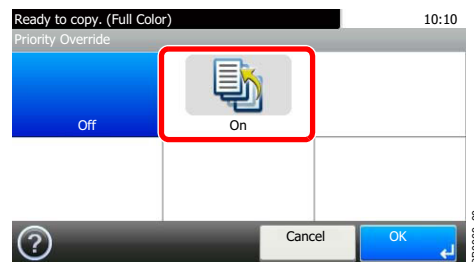 Ready to copy. (Full Color) 10:10
Priority Override
Off On
Cancel OK